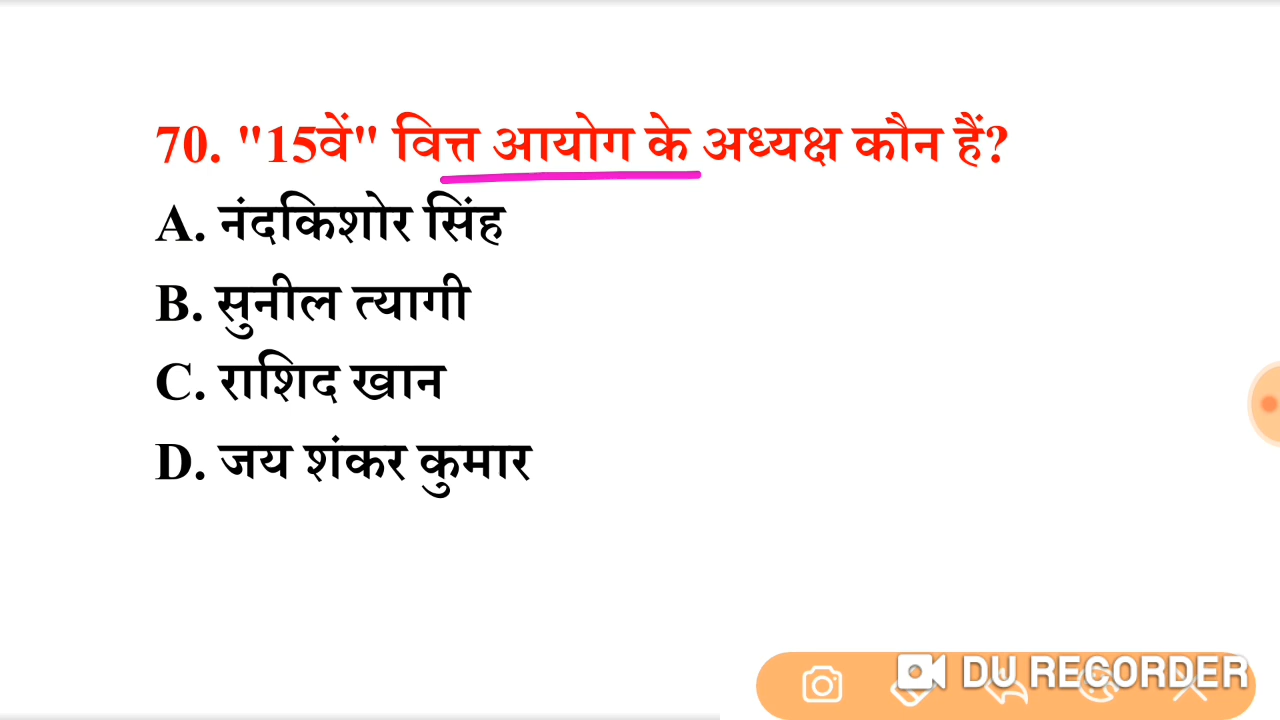 70. "15वें" वित्त आयोग के अध्यक्ष कौन हैं?
A. नंदकिशोर सिंह
B. सुनील त्यागी
C. राशिद खान
D. जय शंकर कुमार
DU RECORDER